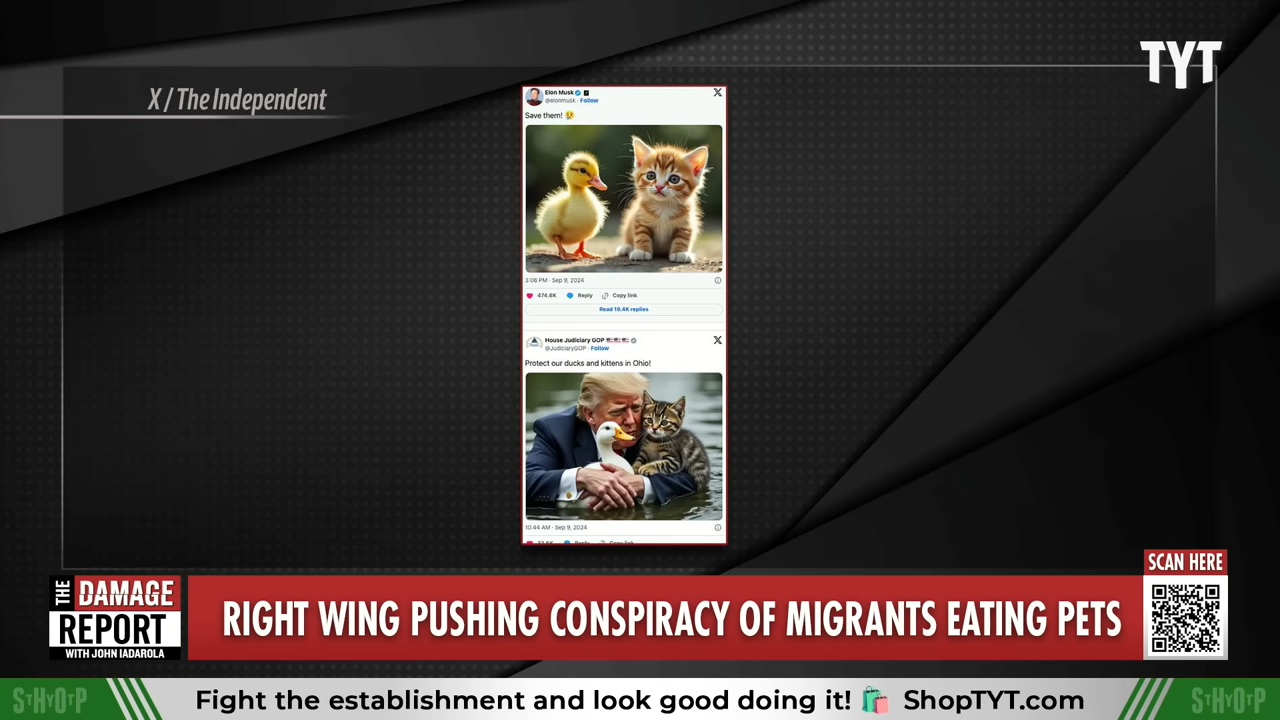 TYT
X / The Independent
Elon Musk
@elonmusk · Follow
Save them! 😢
3:06 PM · Sep 9, 2024
474.6K Reply Copy link
Read 19.4K replies
House Judiciary GOP 🇺🇸🇺🇸🇺🇸
@JudiciaryGOP · Follow
Protect our ducks and kittens in Ohio!
10:44 AM · Sep 9, 2024
Reply Copy link
SCAN HERE
THE DAMAGE
REPORT
WITH JOHN IADAROLA
RIGHT WING PUSHING CONSPIRACY OF MIGRANTS EATING PETS
Fight the establishment and look good doing it! 🛍️ ShopTYT.com